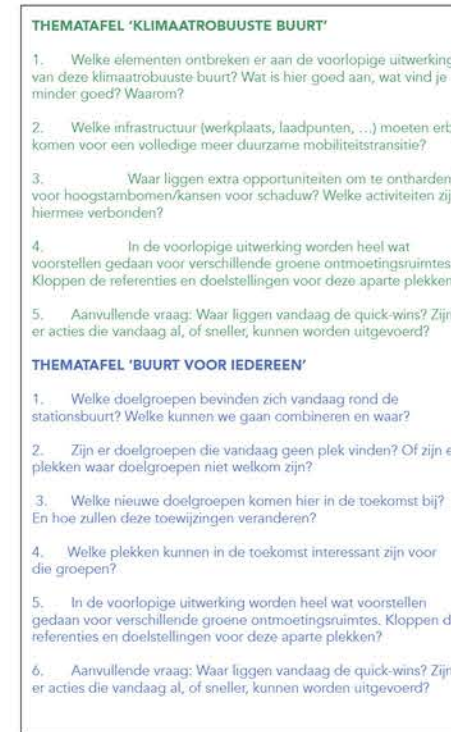 THEMATAFEL ‘KLIMAATROBUUSTE BUURT’
1. Welke elementen ontbreken er aan de voorlopige uitwerking
van deze klimaatrobuuste buurt? Wat is hier goed aan, wat vind je
minder goed? Waarom?
2. Welke infrastructuur (werkplaats, laadpunten, …) moeten erb
komen voor een volledige meer duurzame mobiliteitstransitie?
3. Waar liggen extra opportuniteiten om te ontharden
voor hoogstambomen/kansen voor schaduw? Welke activiteiten zij
hiermee verbonden?
4. In de voorlopige uitwerking worden heel wat
voorstellen gedaan voor verschillende groene ontmoetingsruimtes
Kloppen de referenties en doelstellingen voor deze aparte plekken
5. Aanvullende vraag: Waar liggen vandaag de quick-wins? Zijn
er acties die vandaag al, of sneller, kunnen worden uitgevoerd?
THEMATAFEL ‘BUURT VOOR IEDEREEN’
1. Welke doelgroepen bevinden zich vandaag rond de
stationsbuurt? Welke kunnen we gaan combineren en waar?
2. Zijn er doelgroepen die vandaag geen plek vinden? Of zijn e
plekken waar doelgroepen niet welkom zijn?
3. Welke nieuwe doelgroepen komen hier in de toekomst bij?
En hoe zullen deze toewijzingen veranderen?
4. Welke plekken kunnen in de toekomst interessant zijn voor
die groepen?
5. In de voorlopige uitwerking worden heel wat voorstellen
gedaan voor verschillende groene ontmoetingsruimtes. Kloppen d
referenties en doelstellingen voor deze aparte plekken?
6. Aanvullende vraag: Waar liggen vandaag de quick-wins? Zijn
er acties die vandaag al, of sneller, kunnen worden uitgevoerd?